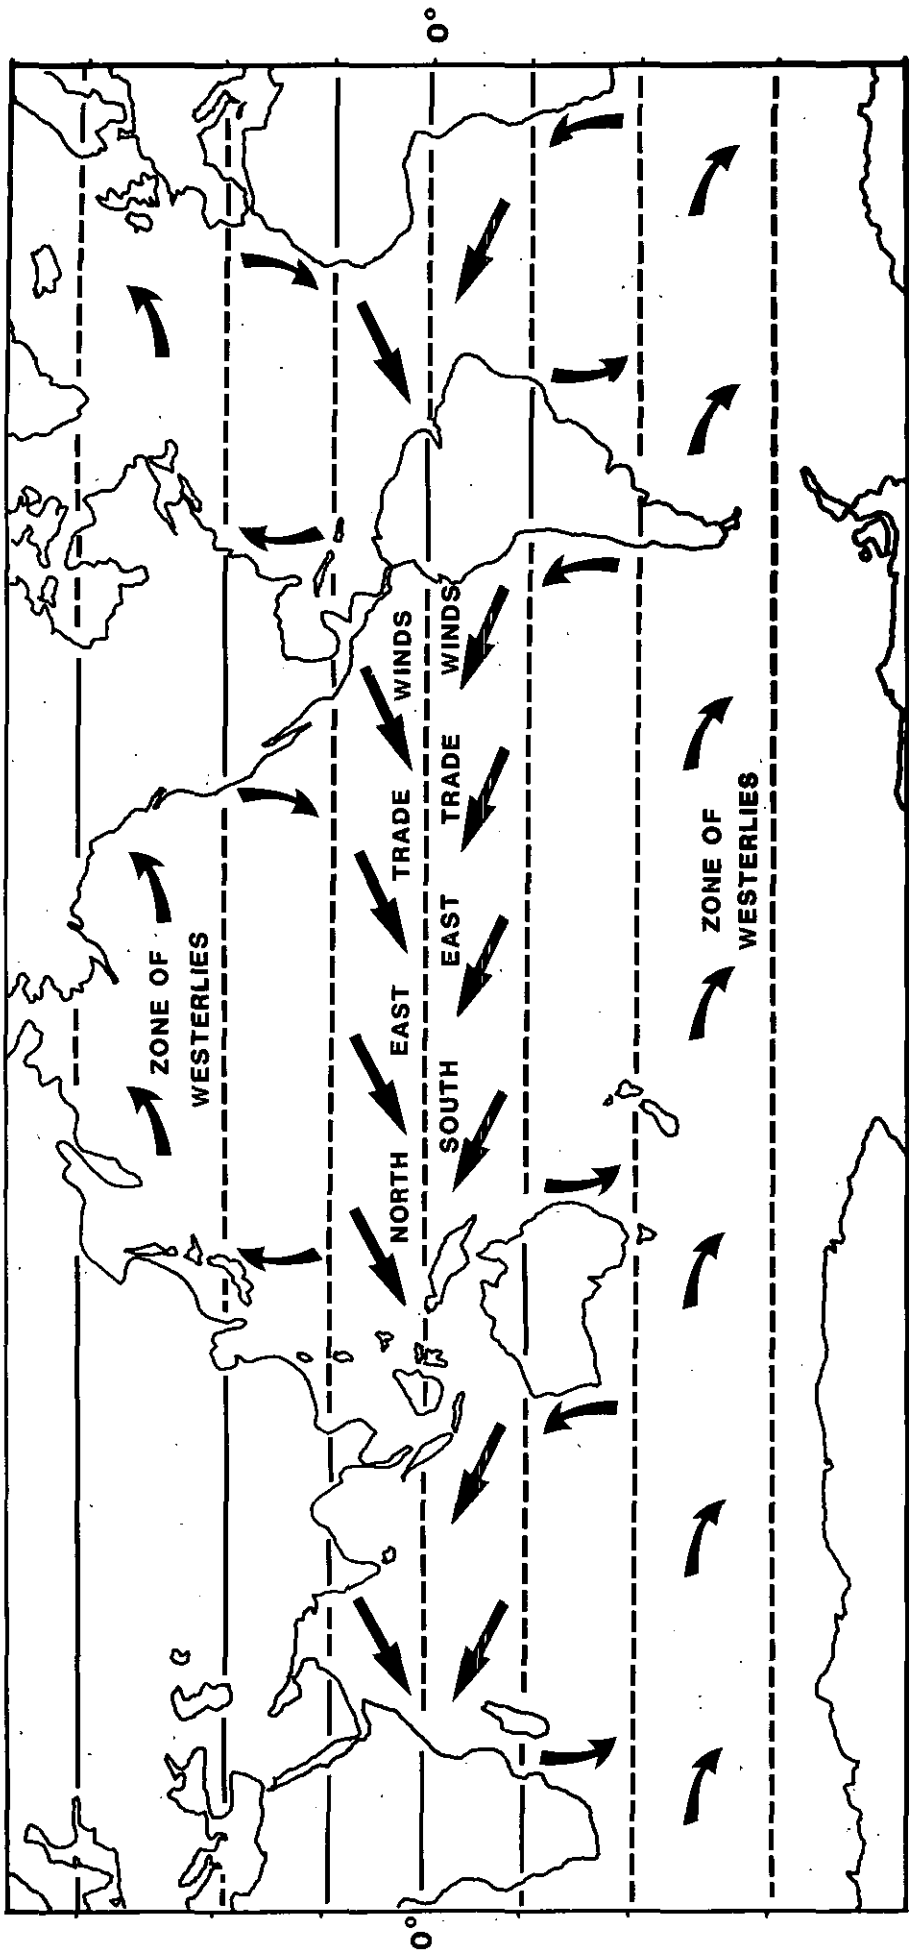 ZONE OF
WESTERLIES
0°
0°
NORTH EAST TRADE WINDS
SOUTH EAST TRADE WINDS
ZONE OF
WESTERLIES